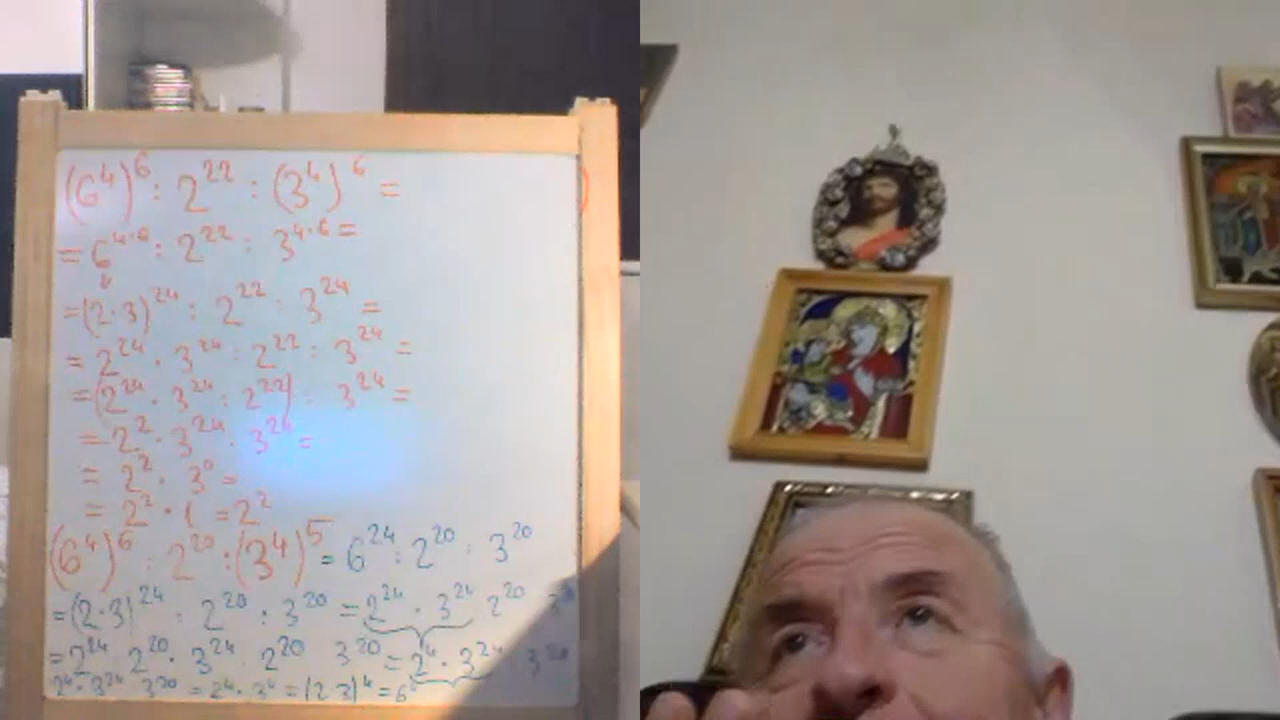 (6⁴)⁶ : 2²² : (3⁴)⁶ =
= 6⁴·⁶ : 2²² : 3⁴·⁶ =
= (2·3)²⁴ : 2²² : 3²⁴ =
= 2²⁴ · 3²⁴ : 2²² : 3²⁴ =
= (2²⁴ · 3²⁴ : 2²²) : 3²⁴ =
= 2² · 3²⁴ : 3²⁴ =
= 2² · 3⁰ =
= 2² · 1 = 2²
(6⁴)⁶ : 2²⁰ : (3⁴)⁵ = 6²⁴ : 2²⁰ : 3²⁰
= (2·3)²⁴ : 2²⁰ : 3²⁰ = 2²⁴ · 3²⁴ 2²⁰
= 2²⁴ 2²⁰ · 3²⁴ 2²⁰ 3²⁰ = 2⁴ · 3²⁴ 3²⁰
2⁴ · 3²⁴ 3²⁰ = 2⁴ · 3⁴ = (2·3)⁴ = 6⁴